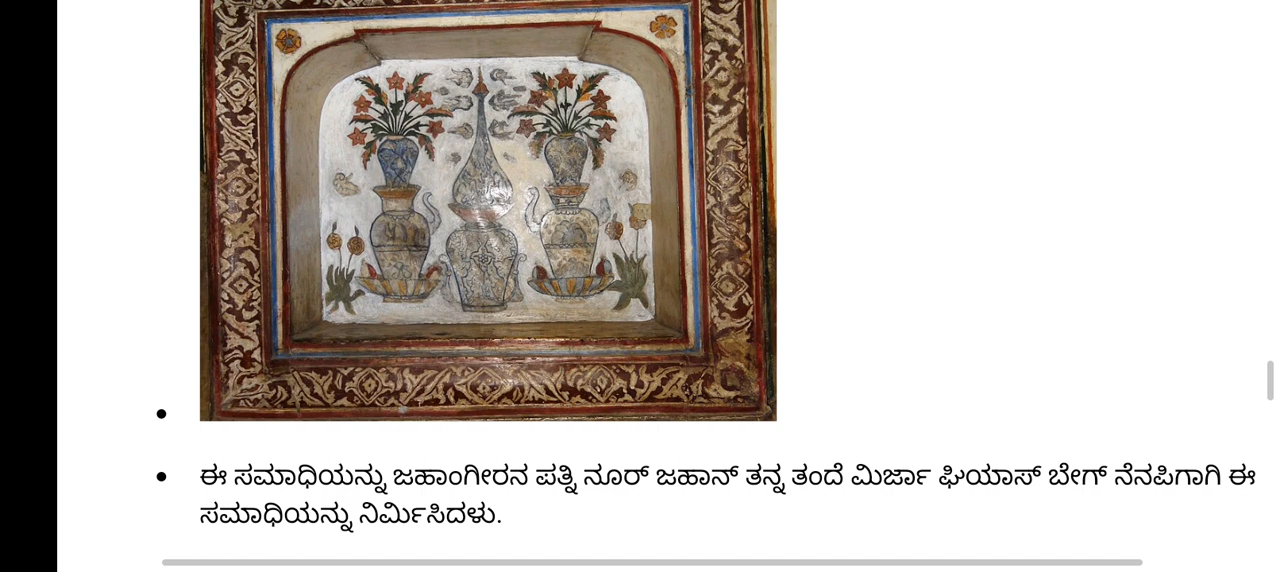 ಈ ಸಮಾಧಿಯನ್ನು ಜಹಾಂಗೀರನ ಪತ್ನಿ ನೂರ್ ಜಹಾನ್ ತನ್ನ ತಂದೆ ಮಿರ್ಜಾ ಘಿಯಾಸ್ ಬೇಗ್ ನೆನಪಿಗಾಗಿ ಈ
ಸಮಾಧಿಯನ್ನು ನಿರ್ಮಿಸಿದಳು.